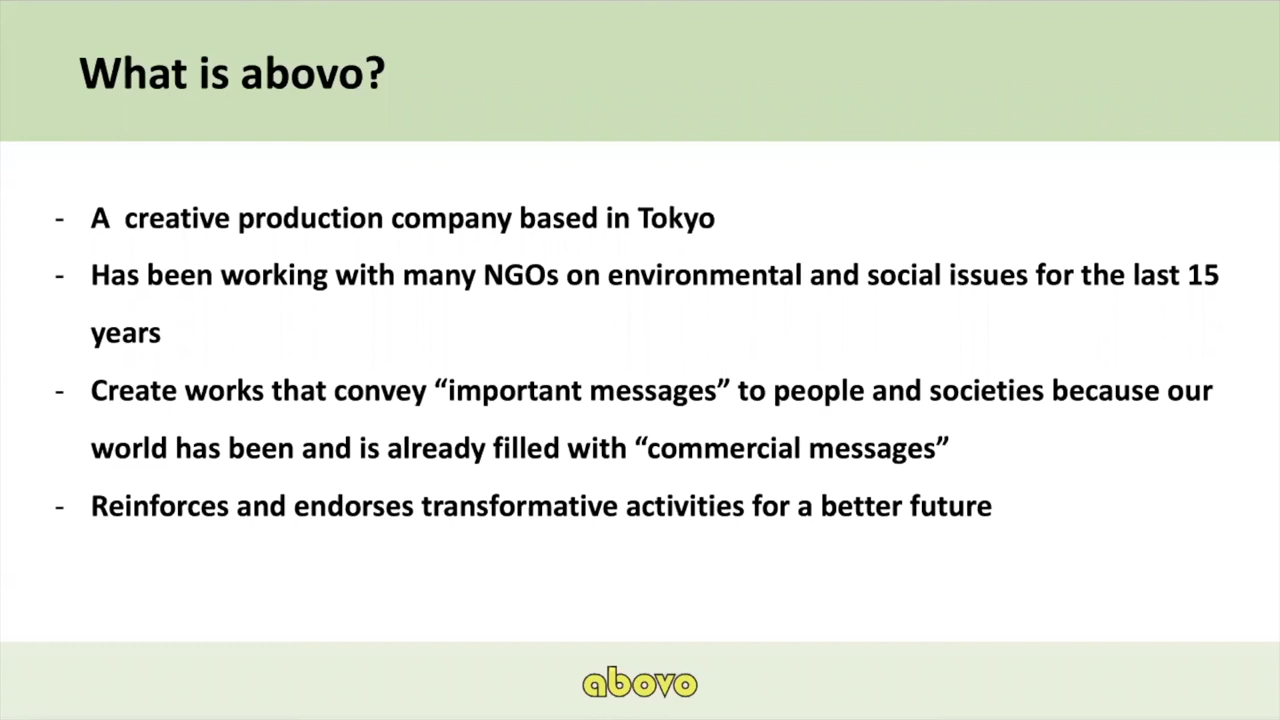 What is abovo?
- A  creative production company based in Tokyo
- Has been working with many NGOs on environmental and social issues for the last 15
years
- Create works that convey “important messages” to people and societies because our
world has been and is already filled with “commercial messages”
- Reinforces and endorses transformative activities for a better future
abovo